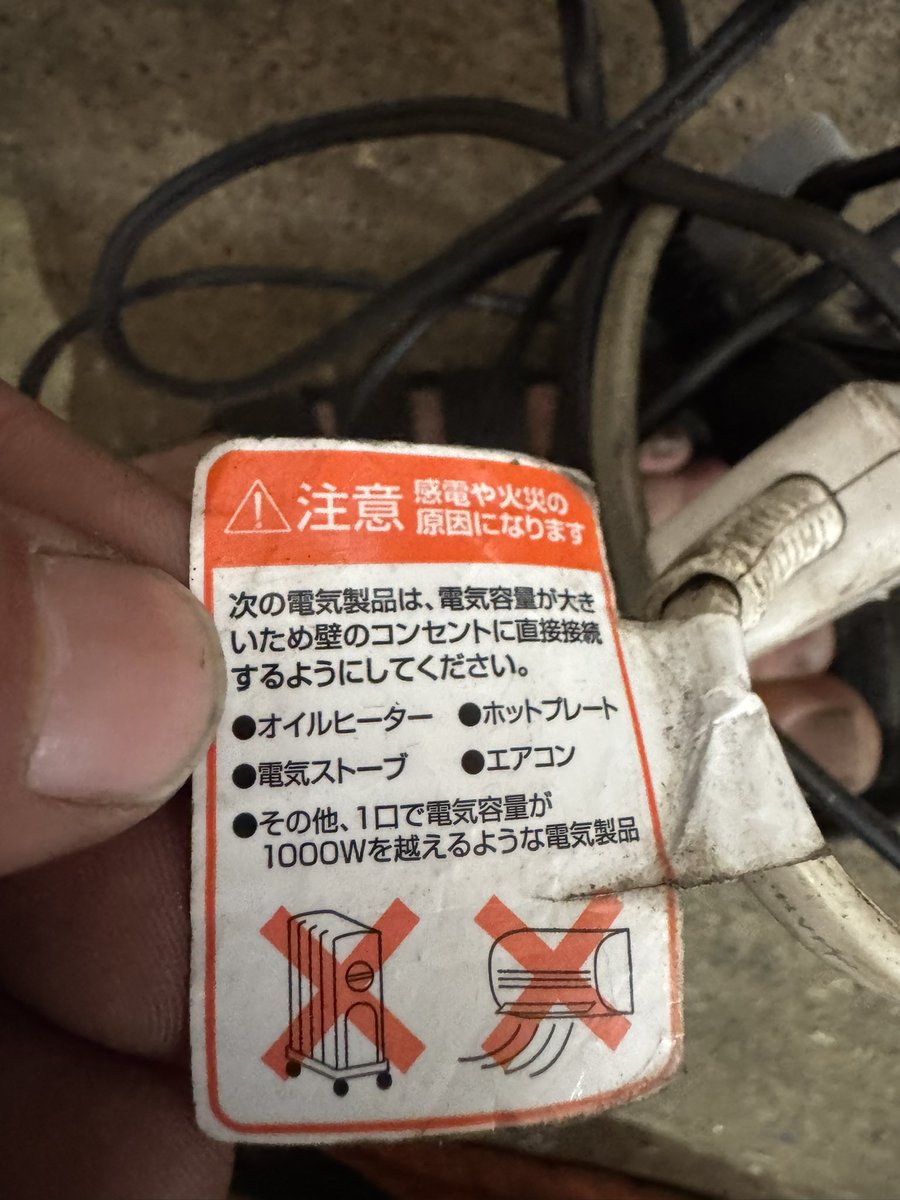 注意 感電や火災の
原因になります
次の電気製品は、電気容量が大き
いため壁のコンセントに直接接続
するようにしてください。
●オイルヒーター ●ホットプレート
●電気ストーブ ●エアコン
●その他、1口で電気容量が
1000Wを越えるような電気製品